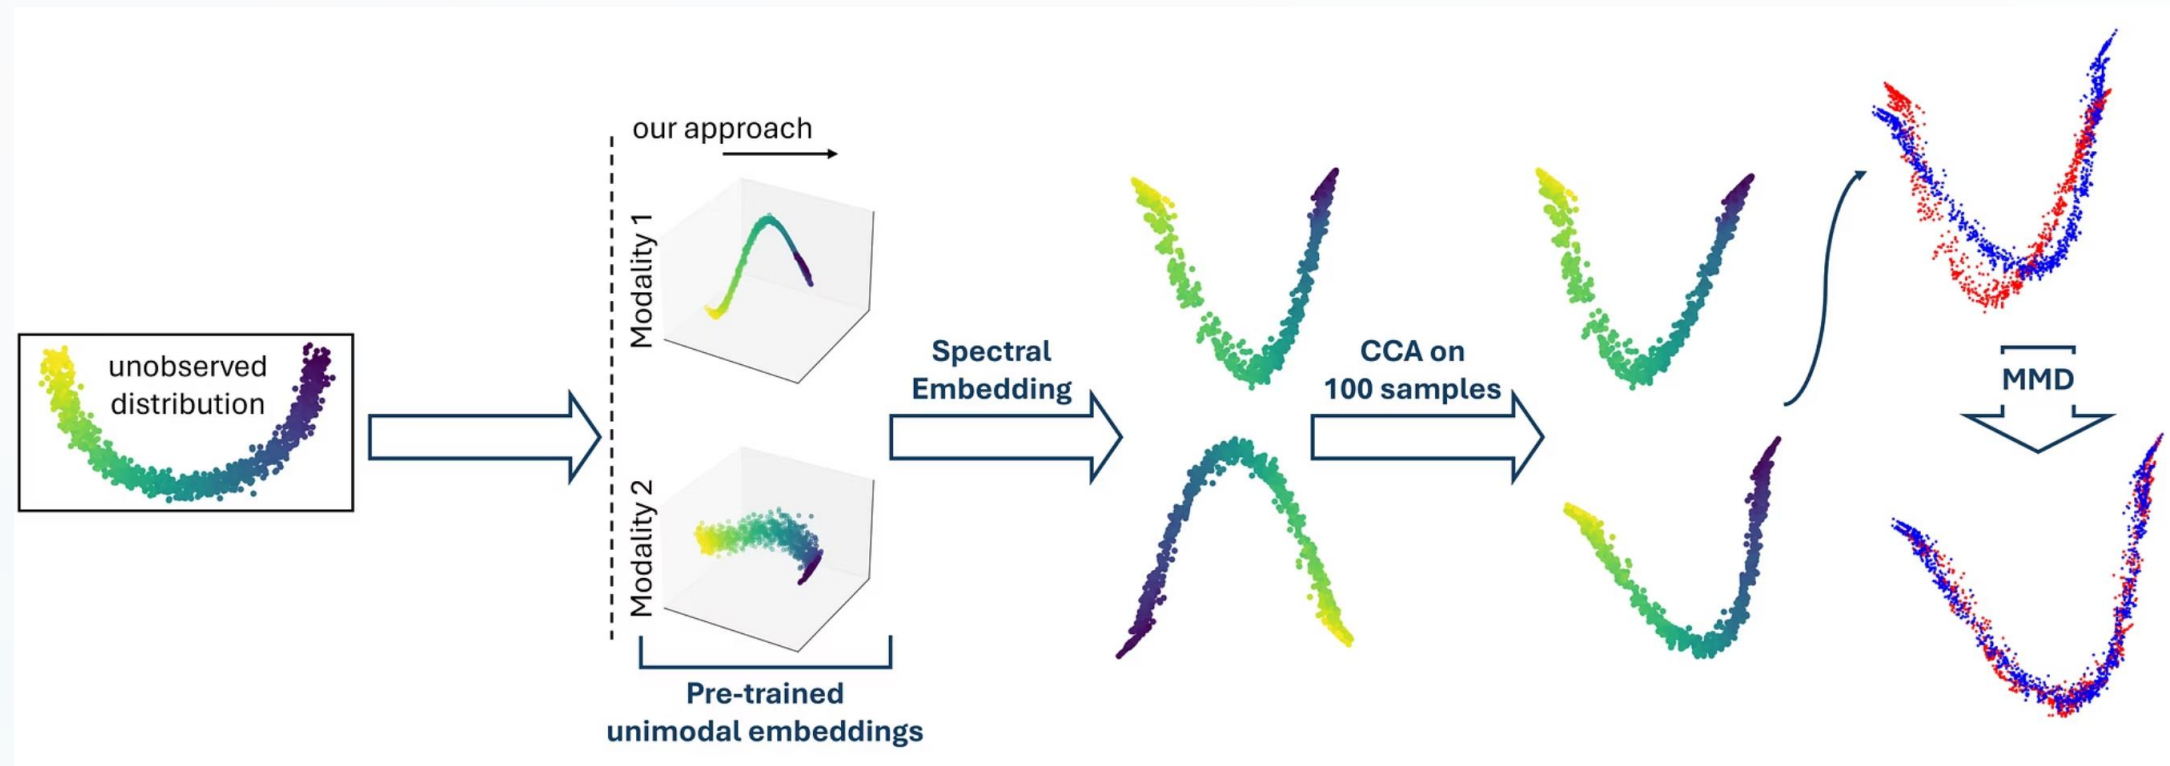 unobserved
distribution
our approach
Modality 1
Modality 2
Pre-trained
unimodal embeddings
Spectral
Embedding
CCA on
100 samples
MMD